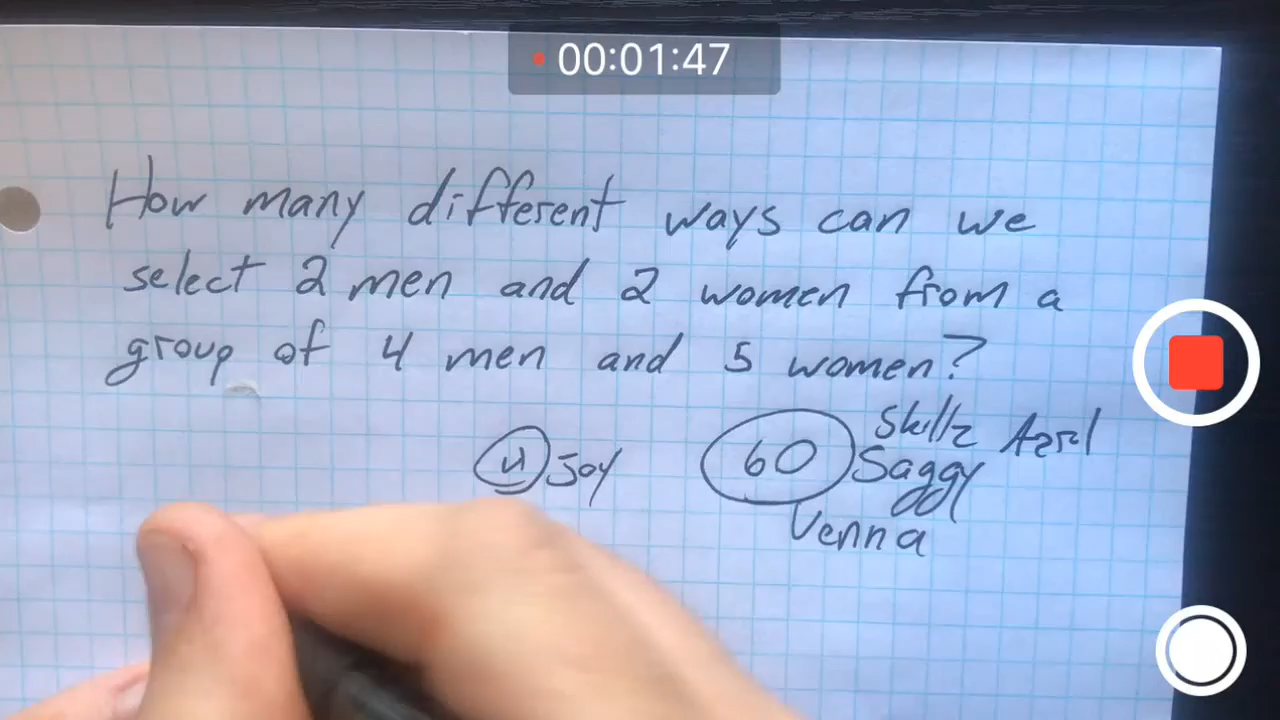 00:01:47
How many different ways can we
select 2 men and 2 women from a
group of 4 men and 5 women?
4 Joy
60
Skillz
Saggy
Venna